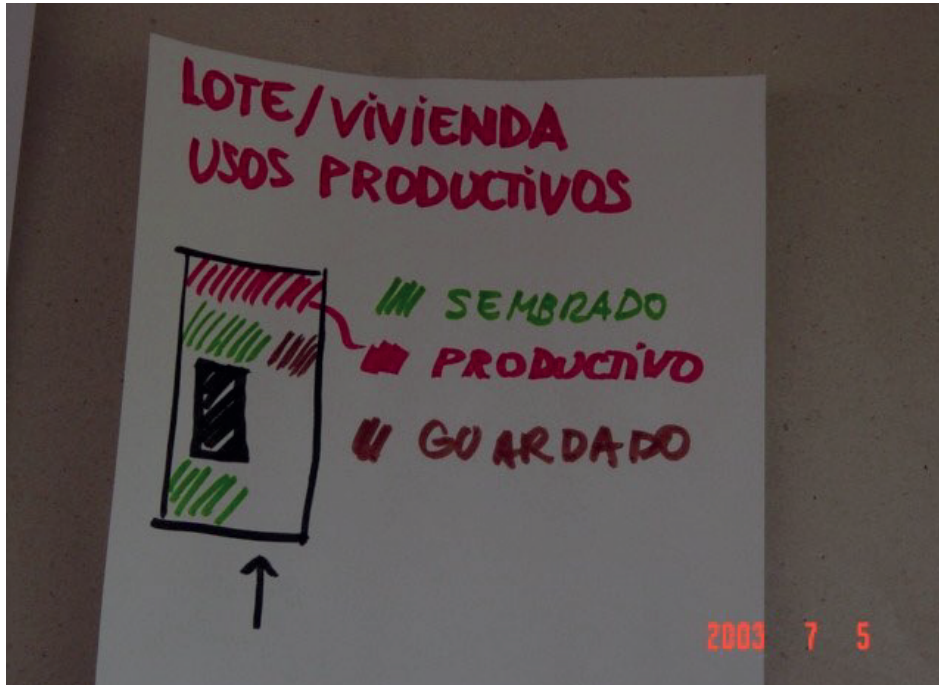 LOTE/VIVIENDA
USOS PRODUCTIVOS
SEMBRADO
PRODUCTIVO
GUARDADO
2003 7 5